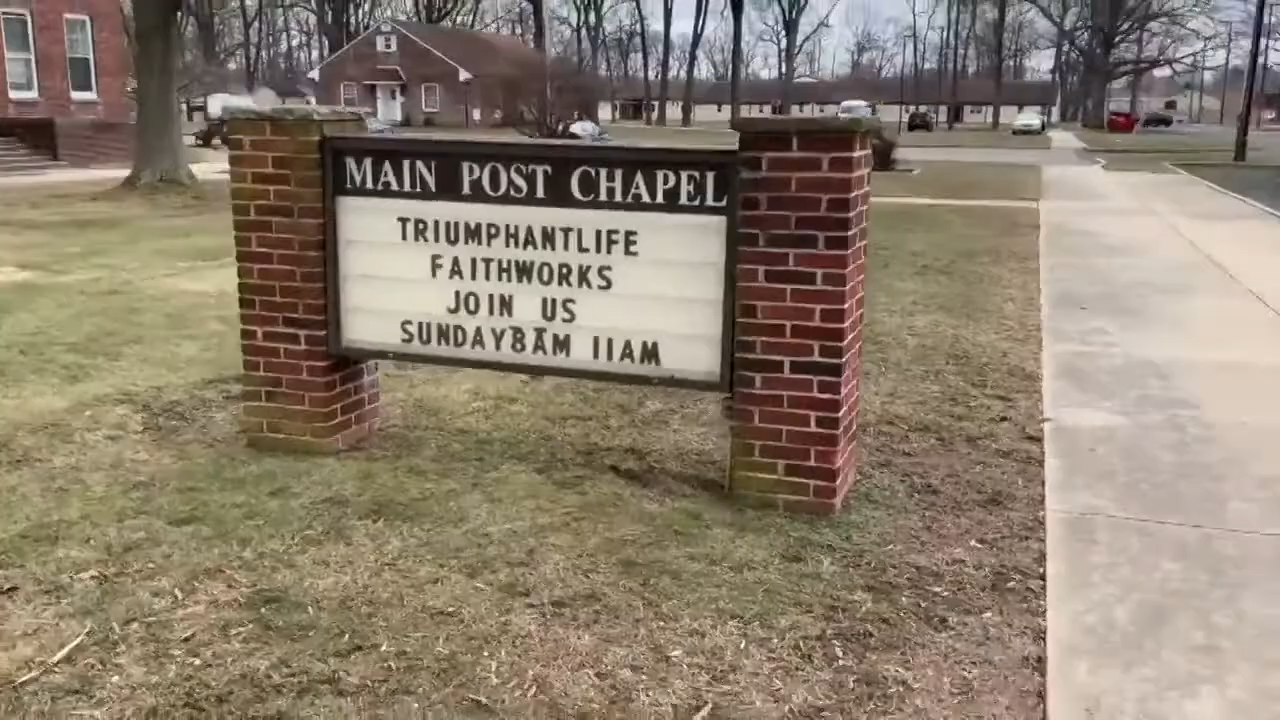 MAIN POST CHAPEL
TRIUMPHANTLIFE
FAITHWORKS
JOIN US
SUNDAY8AM 11AM